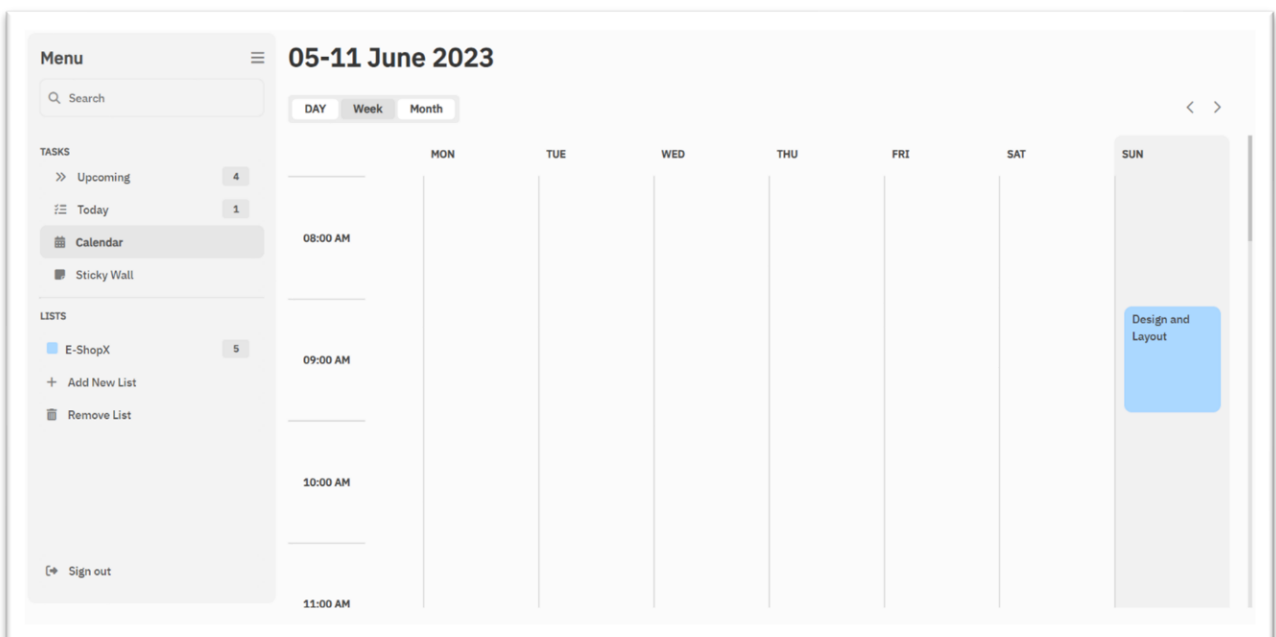 Menu
Search
TASKS
Upcoming 4
Today 1
Calendar
Sticky Wall
LISTS
E-ShopX 5
Add New List
Remove List
Sign out
05-11 June 2023
DAY Week Month
MON TUE WED THU FRI SAT SUN
08:00 AM
Design and
Layout
09:00 AM
10:00 AM
11:00 AM